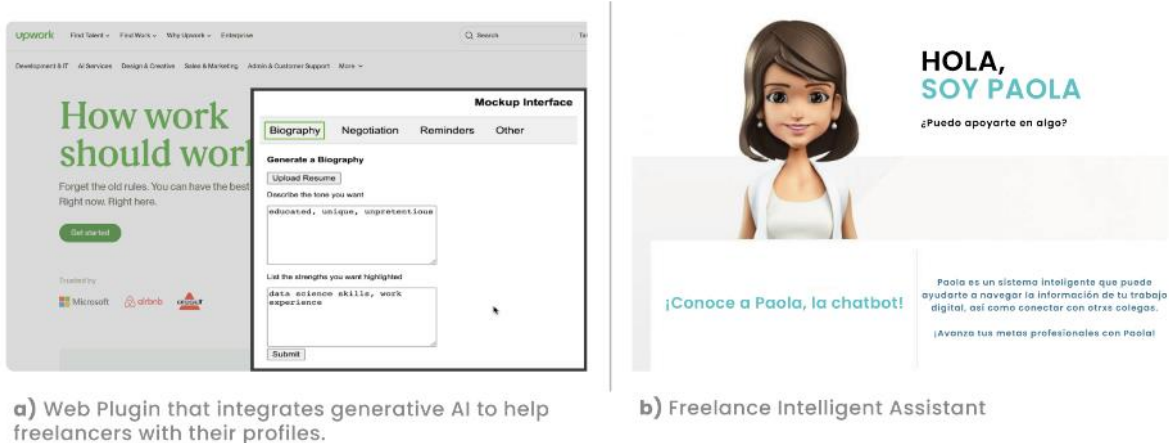 upwork Find Talent Find Work Why Upwork Enterprise Search
Development & IT AI Services Design & Creative Sales & Marketing Admin & Customer Support More
How work
should worl
Forget the old rules. You can have the best
Right now. Right here.
Get started
Trusted by
Microsoft airbnb
Mockup Interface
Biography Negotiation Reminders Other
Generate a Biography
Upload Resume
Describe the tone you want
educated, unique, unpretentious
List the strengths you want highlighted
data science skills, work
experience
Submit
a) Web Plugin that integrates generative AI to help
freelancers with their profiles.
HOLA,
SOY PAOLA
¿Puedo apoyarte en algo?
¡Conoce a Paola, la chatbot!
Paola es un sistema inteligente que puede
ayudarte a navegar la información de tu trabajo
digital, así como conectar con otrxs colegas.
¡Avanza tus metas profesionales con Paola!
b) Freelance Intelligent Assistant